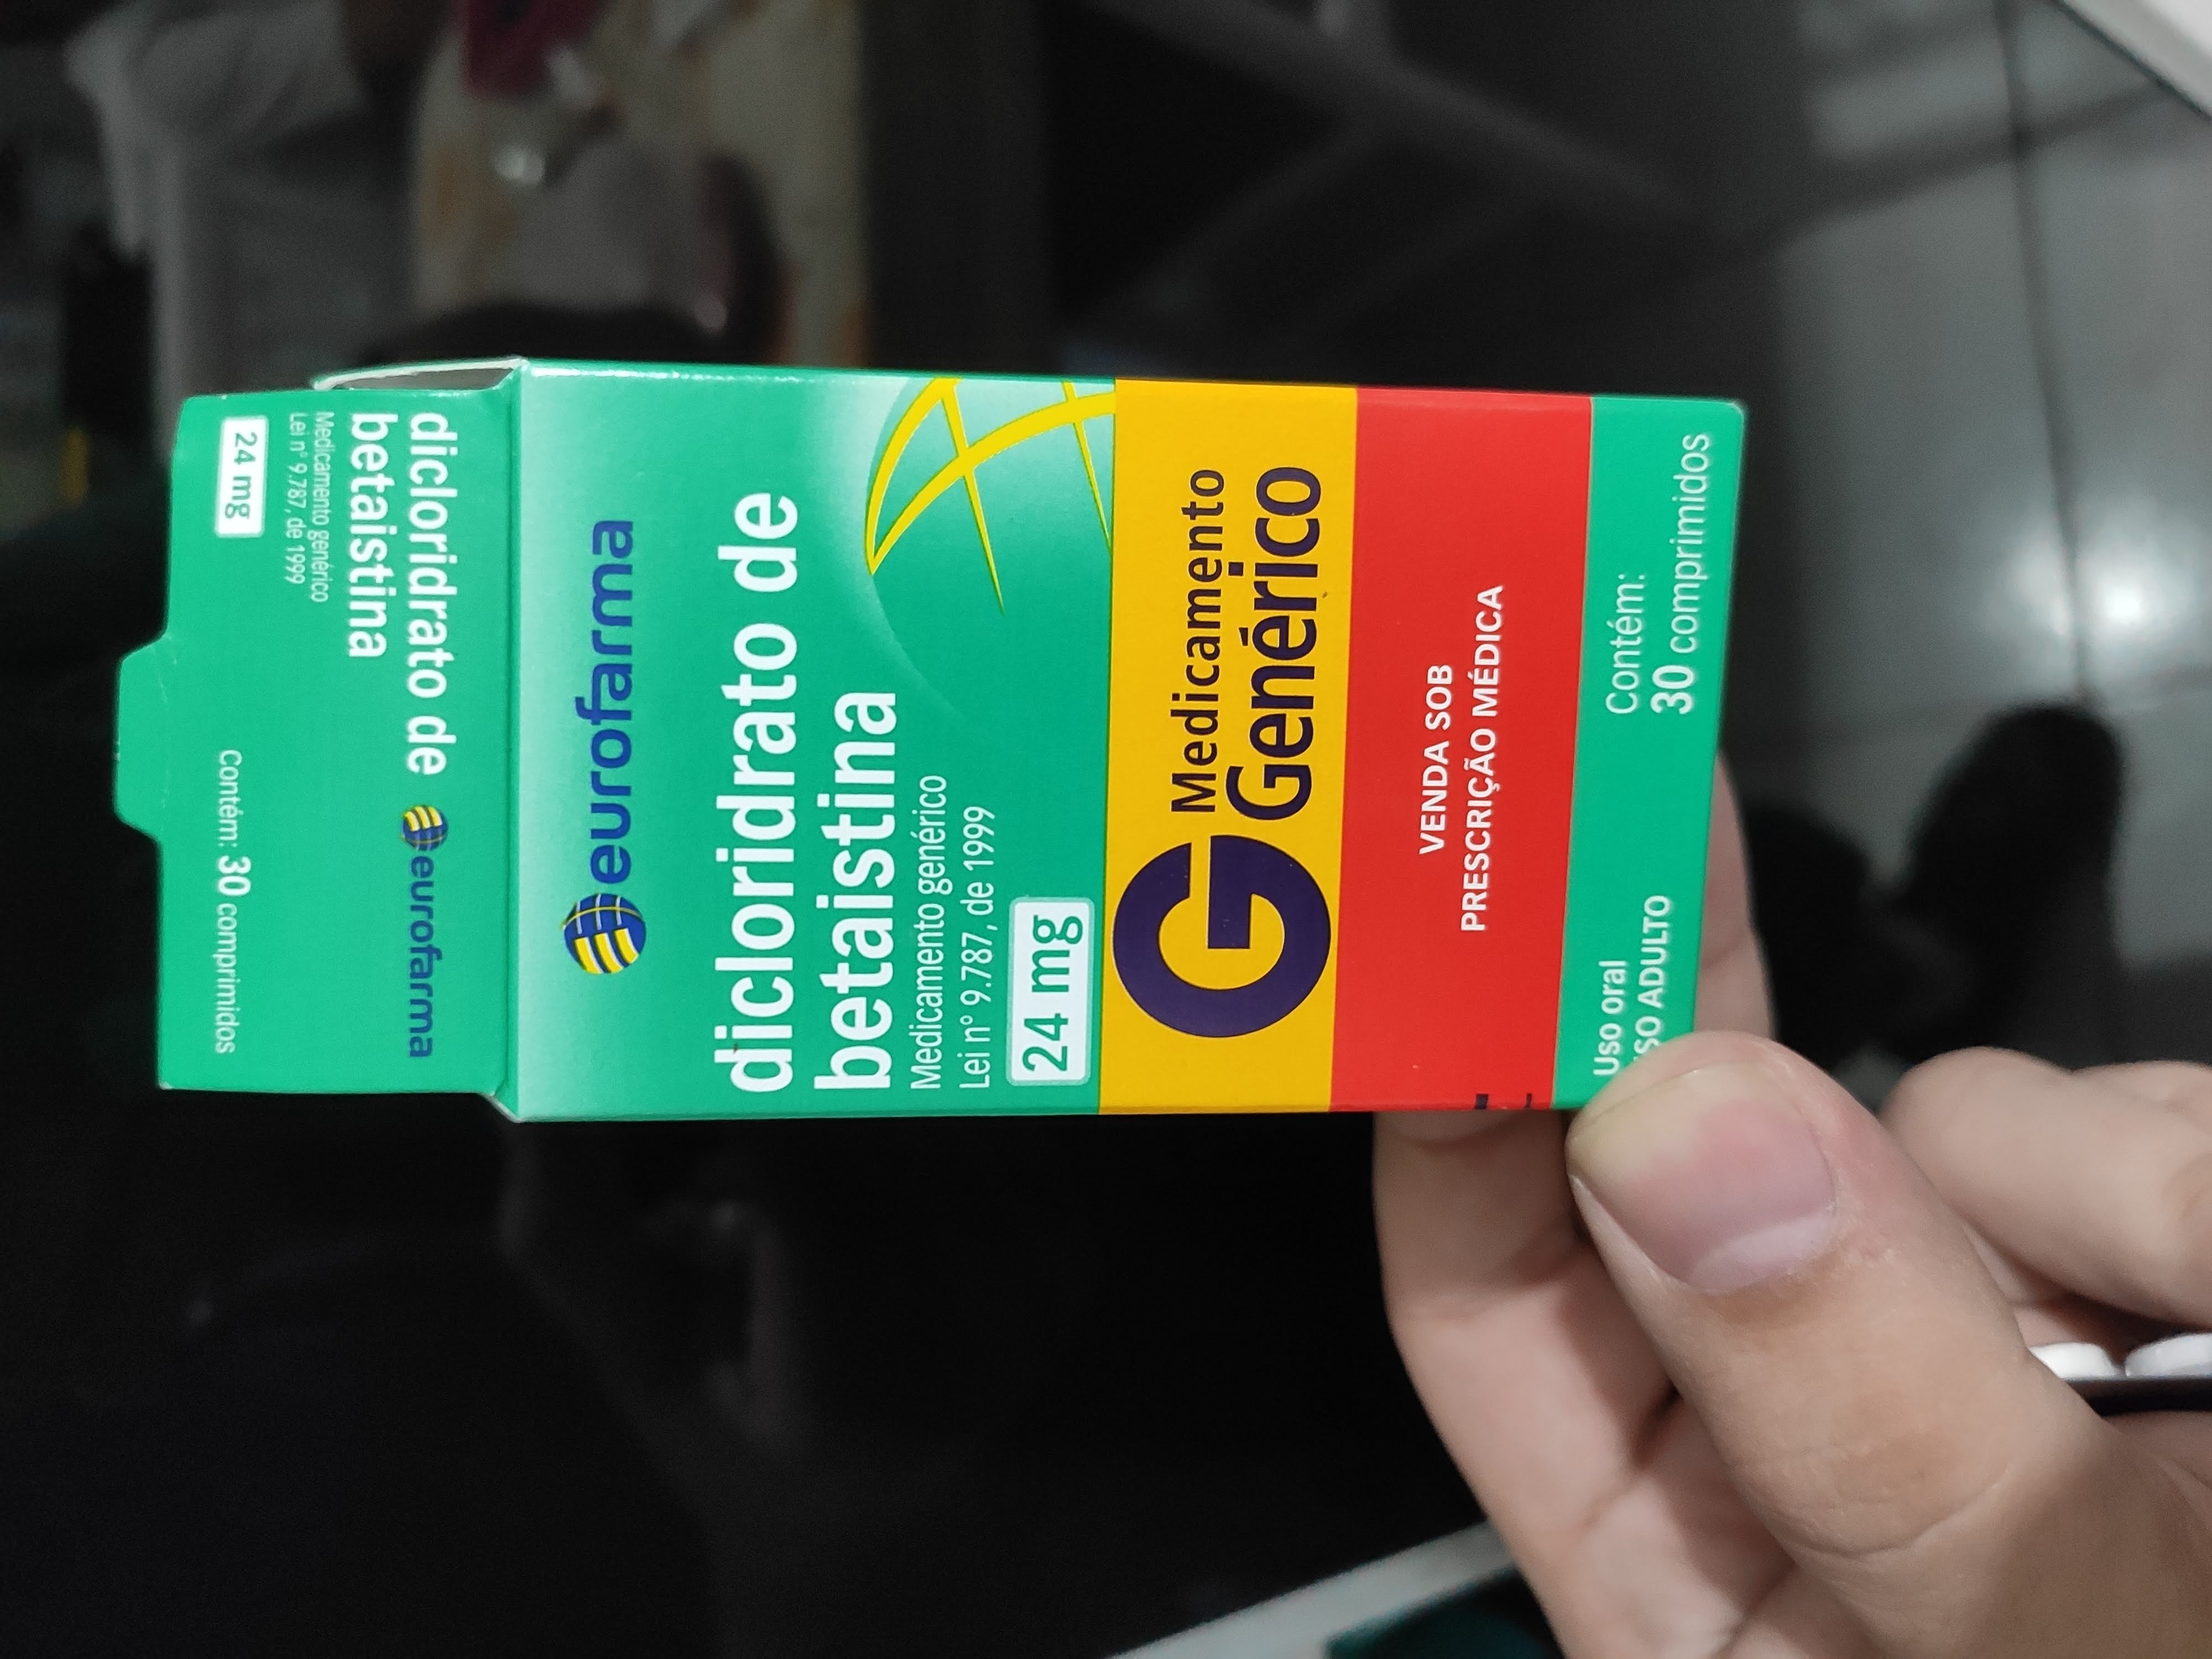 Contém: 30 comprimidos
24 mg
Lei nº 9.787, de 1999
Medicamento genérico
betaistina
dicloridrato de
eurofarma
eurofarma
dicloridrato de
betaistina
Medicamento genérico
Lei n° 9.787, de 1999
24 mg
G Medicamento
Genérico
VENDA SOB
PRESCRIÇÃO MÉDICA
Uso oral
ADULTO
Contém:
30 comprimidos